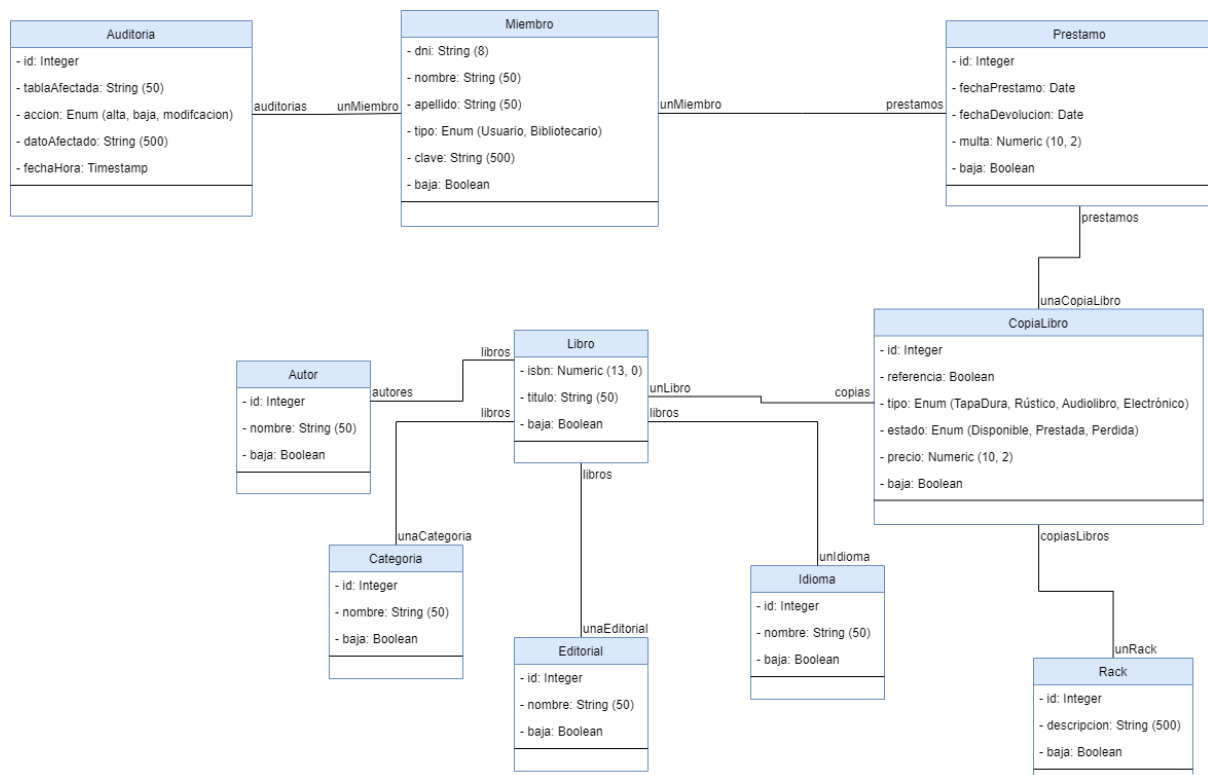 Auditoria
- id: Integer
- tablaAfectada: String (50)
- accion: Enum (alta, baja, modifcacion)
- datoAfectado: String (500)
- fechaHora: Timestamp
auditorias
unMiembro
Miembro
- dni: String (8)
- nombre: String (50)
- apellido: String (50)
- tipo: Enum (Usuario, Bibliotecario)
- clave: String (500)
- baja: Boolean
unMiembro
prestamos
Prestamo
- id: Integer
- fechaPrestamo: Date
- fechaDevolucion: Date
- multa: Numeric (10, 2)
- baja: Boolean
prestamos
unaCopiaLibro
CopiaLibro
- id: Integer
- referencia: Boolean
- tipo: Enum (TapaDura, Rústico, Audiolibro, Electrónico)
- estado: Enum (Disponible, Prestada, Perdida)
- precio: Numeric (10, 2)
- baja: Boolean
Libro
- isbn: Numeric (13, 0)
- titulo: String (50)
- baja: Boolean
libros
autores
unLibro
copias
libros
libros
libros
Autor
- id: Integer
- nombre: String (50)
- baja: Boolean
unaCategoria
Categoria
- id: Integer
- nombre: String (50)
- baja: Boolean
unaEditorial
Editorial
- id: Integer
- nombre: String (50)
- baja: Boolean
unIdioma
Idioma
- id: Integer
- nombre: String (50)
- baja: Boolean
copiasLibros
unRack
Rack
- id: Integer
- descripcion: String (500)
- baja: Boolean